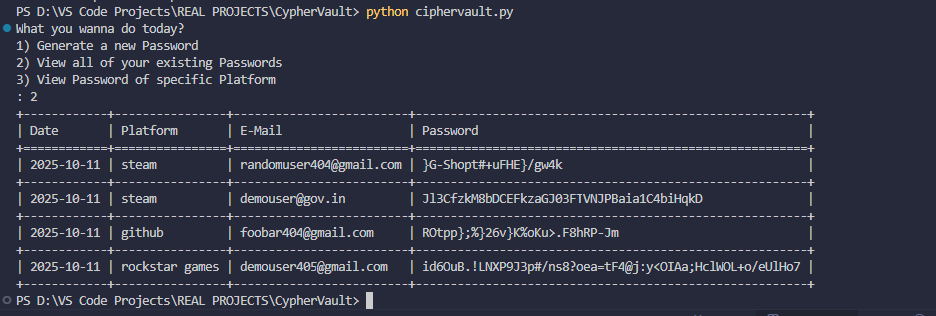 PS D:\VS Code Projects\REAL PROJECTS\CypherVault> python ciphervault.py
What you wanna do today?
1) Generate a new Password
2) View all of your existing Passwords
3) View Password of specific Platform
: 2
| Date | Platform | E-Mail | Password |
| 2025-10-11 | steam | randomuser404@gmail.com | }G-Shopt#+uFHE}/gw4k |
| 2025-10-11 | steam | demouser@gov.in | Jl3CfzkM8bDCEFkzaGJ03FTVNJPBaia1C4biHqkD |
| 2025-10-11 | github | foobar404@gmail.com | ROtpp};%}26v}K%oKu>.F8hRP-Jm |
| 2025-10-11 | rockstar games | demouser405@gmail.com | id6OuB.!LNXP9J3p#/ns8?oea=tF4@j:y<OIAa;HclWOL+o/eUlHo7 |
PS D:\VS Code Projects\REAL PROJECTS\CypherVault>